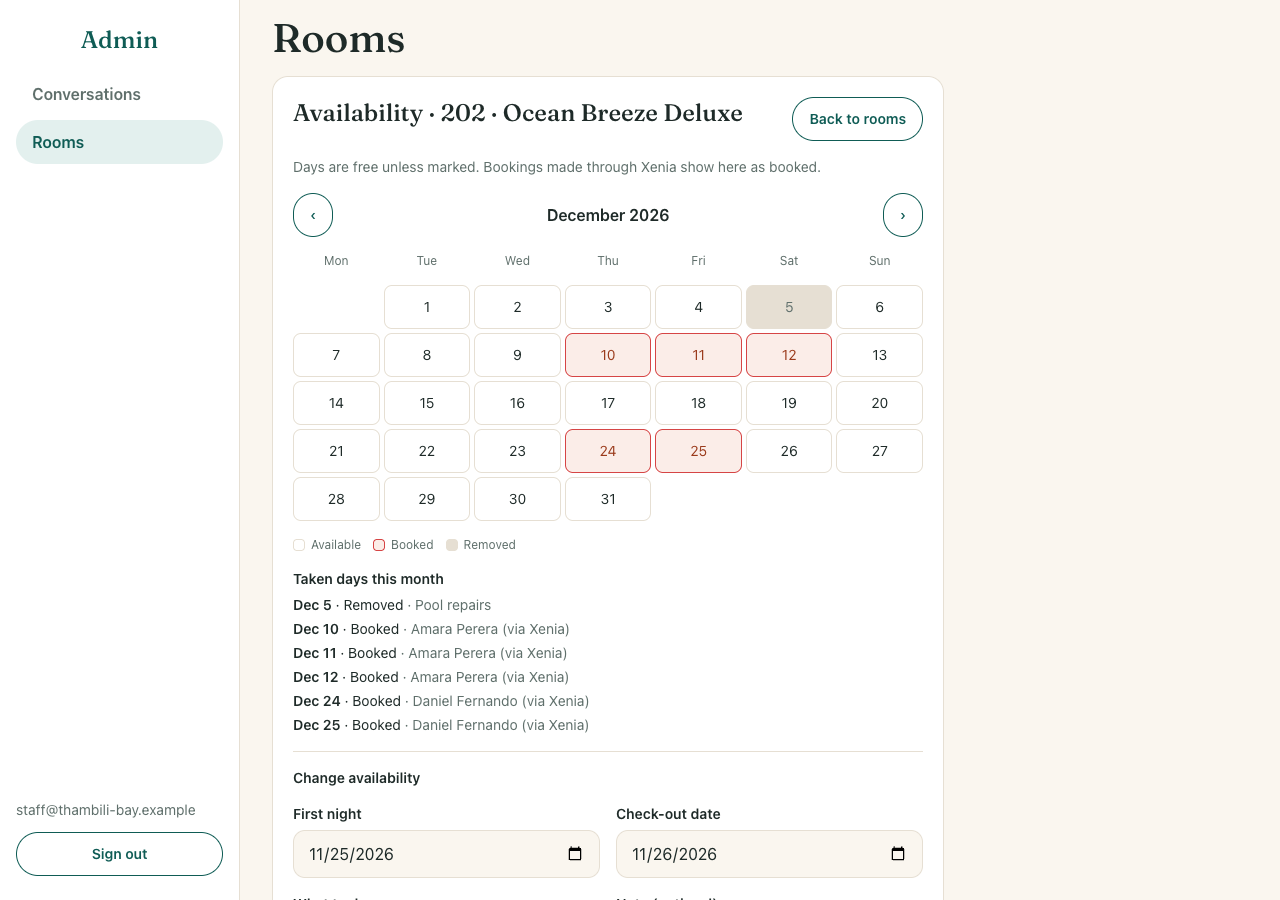 Admin
Conversations
Rooms
staff@thambili-bay.example
Sign out
Rooms
Availability · 202 · Ocean Breeze Deluxe
Back to rooms
Days are free unless marked. Bookings made through Xenia show here as booked.
‹ December 2026 ›
Mon Tue Wed Thu Fri Sat Sun
1 2 3 4 5 6
7 8 9 10 11 12 13
14 15 16 17 18 19 20
21 22 23 24 25 26 27
28 29 30 31
Available Booked Removed
Taken days this month
Dec 5 · Removed · Pool repairs
Dec 10 · Booked · Amara Perera (via Xenia)
Dec 11 · Booked · Amara Perera (via Xenia)
Dec 12 · Booked · Amara Perera (via Xenia)
Dec 24 · Booked · Daniel Fernando (via Xenia)
Dec 25 · Booked · Daniel Fernando (via Xenia)
Change availability
First night Check-out date
11/25/2026 11/26/2026